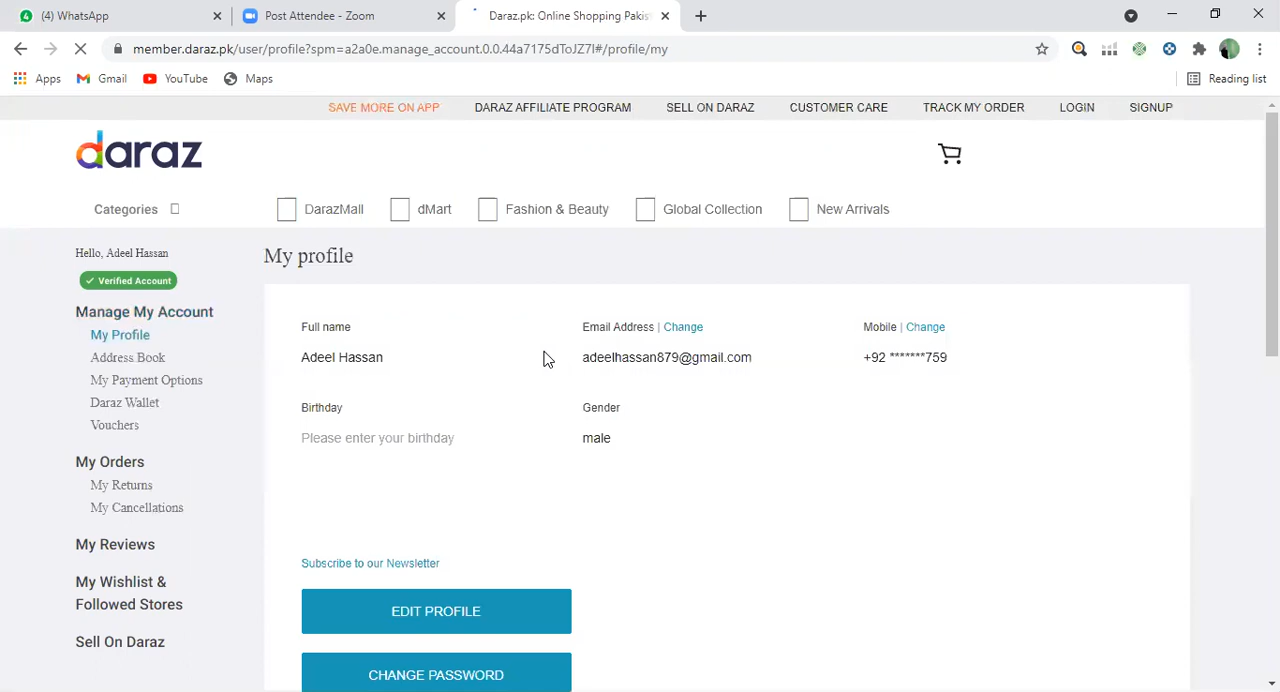 (4) WhatsApp
Post Attendee - Zoom
Daraz.pk: Online Shopping Pakis
member.daraz.pk/user/profile?spm=a2a0e.manage_account.0.0.44a7175dToJZ7I#/profile/my
Apps
Gmail
YouTube
Maps
Reading list
SAVE MORE ON APP
DARAZ AFFILIATE PROGRAM
SELL ON DARAZ
CUSTOMER CARE
TRACK MY ORDER
LOGIN
SIGNUP
daraz
Categories
DarazMall
dMart
Fashion & Beauty
Global Collection
New Arrivals
Hello, Adeel Hassan
Verified Account
Manage My Account
My Profile
Address Book
My Payment Options
Daraz Wallet
Vouchers
My Orders
My Returns
My Cancellations
My Reviews
My Wishlist &
Followed Stores
Sell On Daraz
My profile
Full name
Adeel Hassan
Email Address | Change
adeelhassan879@gmail.com
Mobile | Change
+92 *******759
Birthday
Please enter your birthday
Gender
male
Subscribe to our Newsletter
EDIT PROFILE
CHANGE PASSWORD